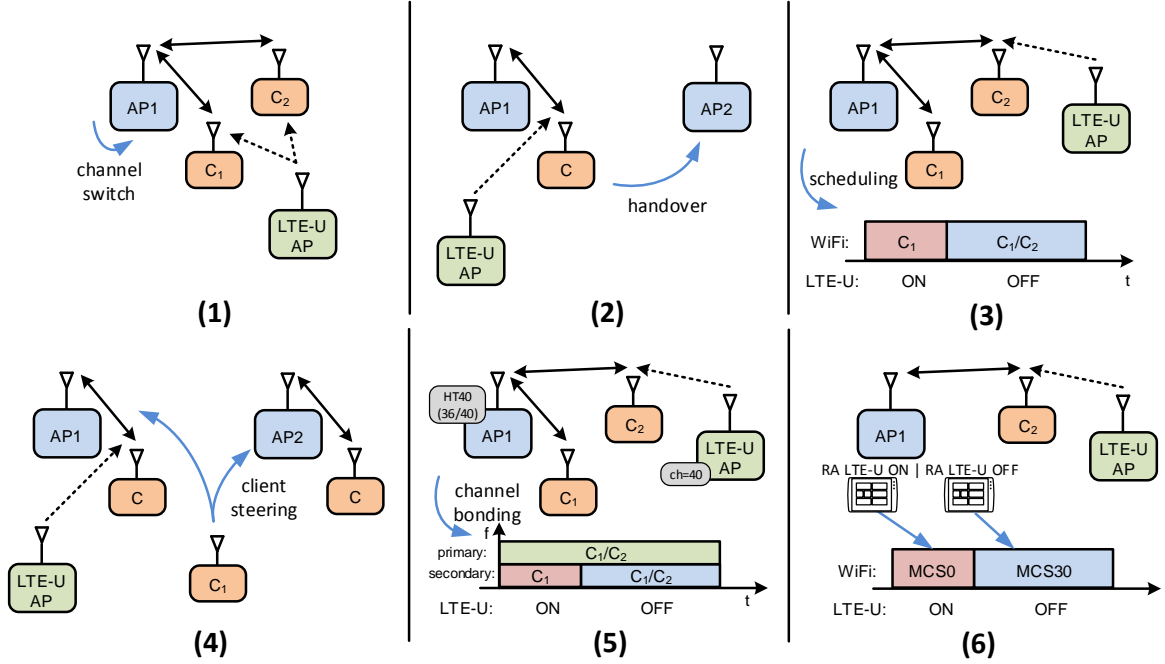 AP1
C2
C1
channel
switch
LTE-U
AP
(1)
AP1
AP2
C
handover
LTE-U
AP
(2)
AP1
C2
LTE-U
AP
C1
scheduling
WiFi: C1 C1/C2
LTE-U: ON OFF t
(3)
AP1
AP2
C
C
client
steering
LTE-U
AP
C1
(4)
HT40
(36/40)
AP1
C2
LTE-U
AP
ch=40
C1
channel
bonding
f
primary: C1/C2
secondary: C1 C1/C2
LTE-U: ON OFF t
(5)
AP1
C2
LTE-U
AP
RA LTE-U ON | RA LTE-U OFF
WiFi: MCS0 MCS30
LTE-U: ON OFF
(6)